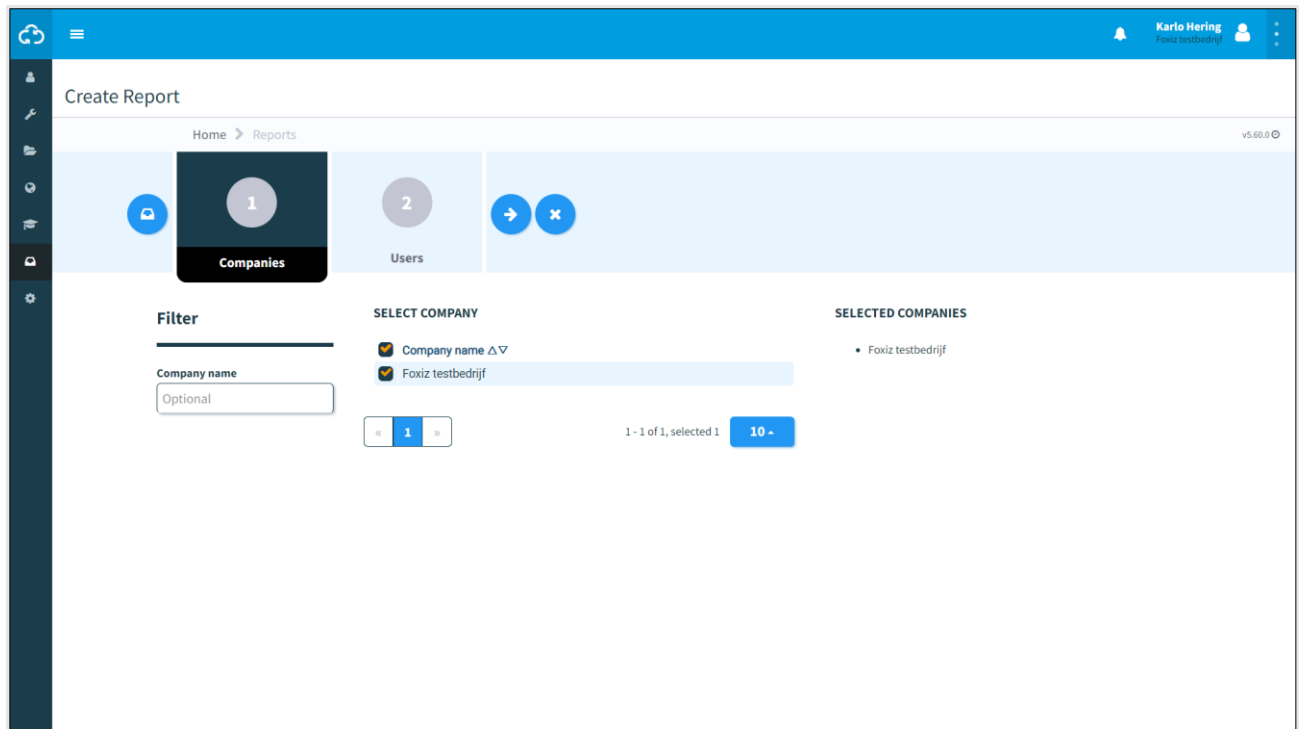 Karlo Hering
Foxiz testbedrijf
Create Report
Home Reports
v5.60.0
1
2
Companies
Users
Filter
Company name
Optional
SELECT COMPANY
Company name △▽
Foxiz testbedrijf
« 1 »
1 - 1 of 1, selected 1
10
SELECTED COMPANIES
• Foxiz testbedrijf